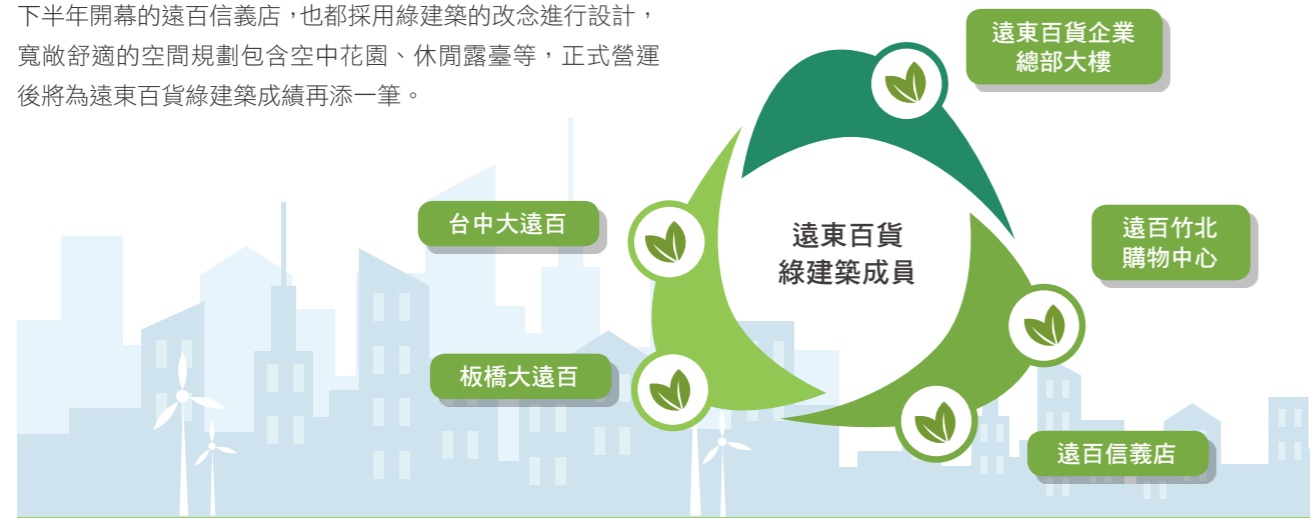 下半年開幕的遠百信義店，也都採用綠建築的改念進行設計，
寬敞舒適的空間規劃包含空中花園、休閒露臺等，正式營運
後將為遠東百貨綠建築成績再添一筆。
遠東百貨企業
總部大樓
台中大遠百
遠東百貨
綠建築成員
遠百竹北
購物中心
板橋大遠百
遠百信義店